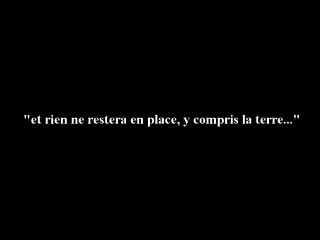 "et rien ne restera en place, y compris la terre..."